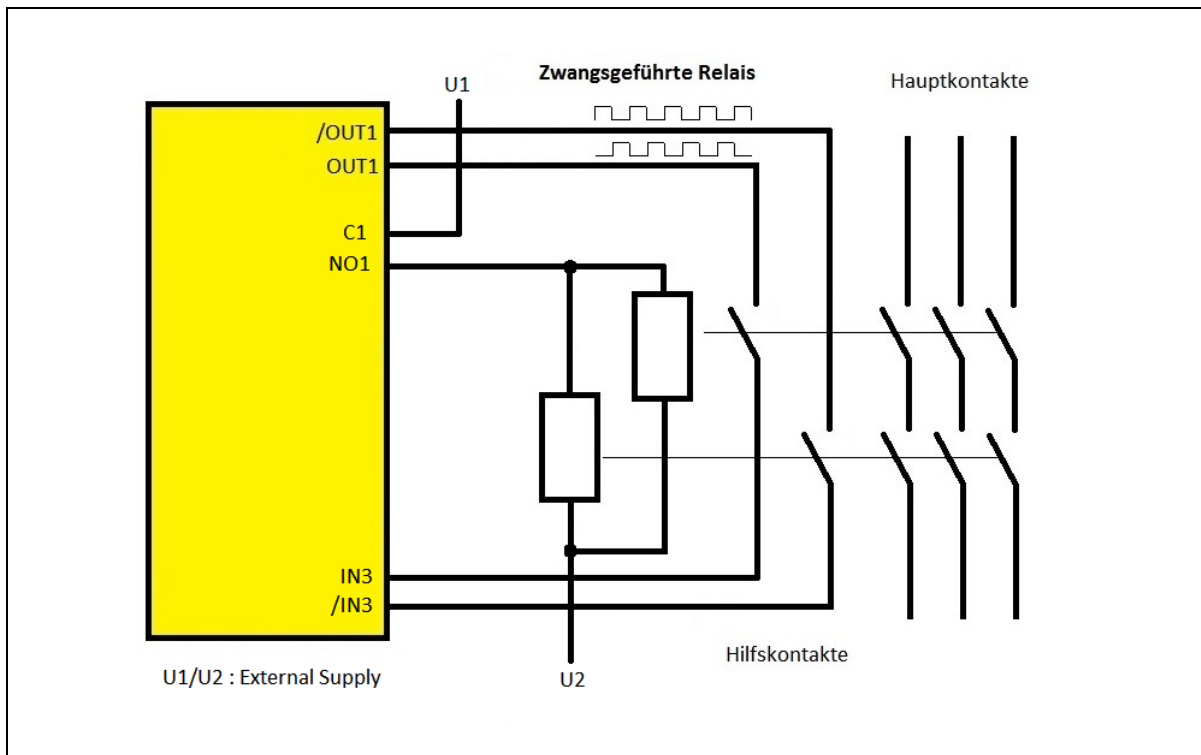 Zwangsgeführte Relais
Hauptkontakte
U1
/OUT1
OUT1
C1
NO1
IN3
/IN3
Hilfskontakte
U1/U2 : External Supply
U2